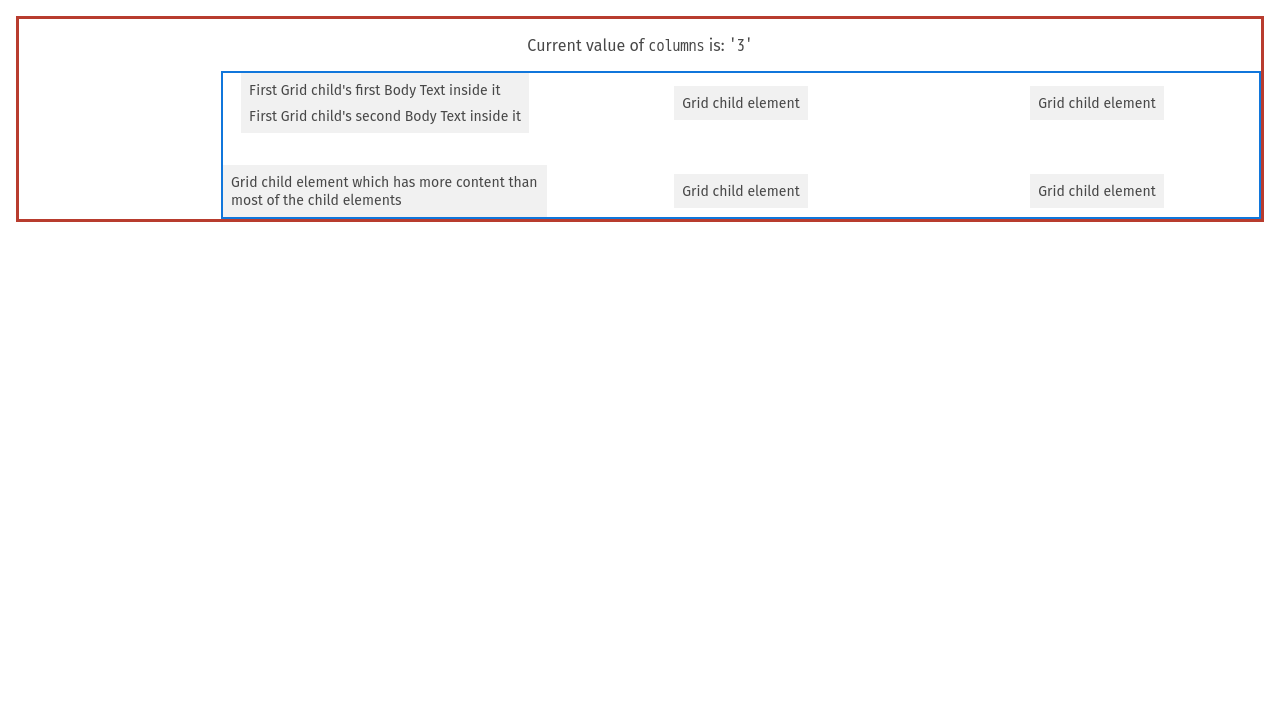 Current value of columns is: '3'
First Grid child's first Body Text inside it
First Grid child's second Body Text inside it
Grid child element
Grid child element
Grid child element which has more content than
most of the child elements
Grid child element
Grid child element